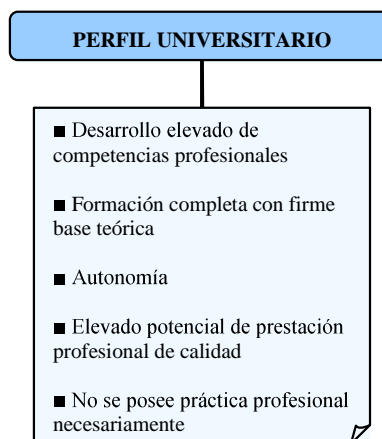 PERFIL UNIVERSITARIO
■ Desarrollo elevado de
competencias profesionales
■ Formación completa con firme
base teórica
■ Autonomía
■ Elevado potencial de prestación
profesional de calidad
■ No se posee práctica profesional
necesariamente